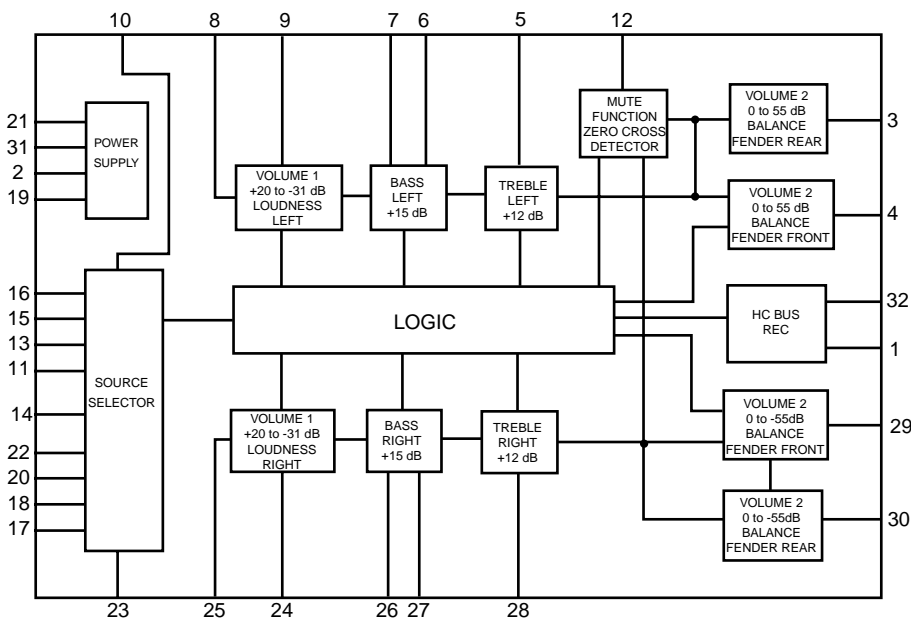 10
8
9
7
6
5
12
21
31
2
19
POWER
SUPPLY
VOLUME 1
+20 to -31 dB
LOUDNESS
LEFT
BASS
LEFT
+15 dB
TREBLE
LEFT
+12 dB
MUTE
FUNCTION
ZERO CROSS
DETECTOR
VOLUME 2
0 to 55 dB
BALANCE
FENDER REAR
3
VOLUME 2
0 to 55 dB
BALANCE
FENDER FRONT
4
16
15
13
11
14
22
20
18
17
SOURCE
SELECTOR
LOGIC
HC BUS
REC
32
1
VOLUME 1
+20 to -31 dB
LOUDNESS
RIGHT
BASS
RIGHT
+15 dB
TREBLE
RIGHT
+12 dB
VOLUME 2
0 to -55dB
BALANCE
FENDER FRONT
29
VOLUME 2
0 to -55dB
BALANCE
FENDER REAR
30
23
25
24
26
27
28